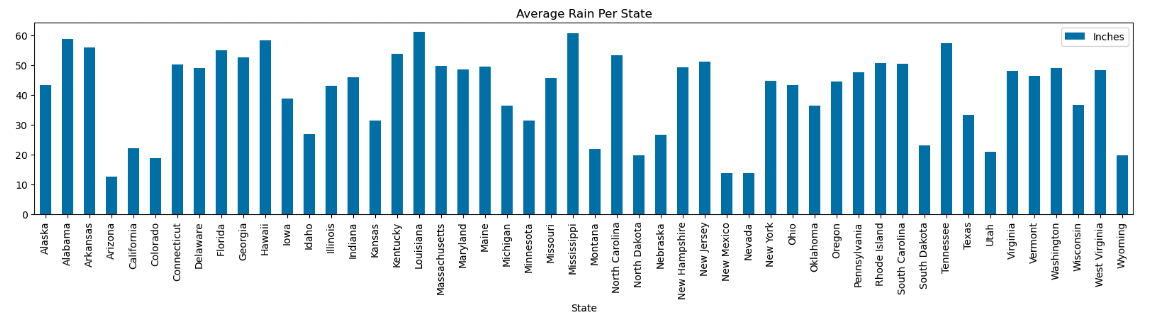 Average Rain Per State
Inches
60
50
40
30
20
10
0
Alaska
Alabama
Arkansas
Arizona
California
Colorado
Connecticut
Delaware
Florida
Georgia
Hawaii
Iowa
Idaho
Illinois
Indiana
Kansas
Kentucky
Louisiana
Massachusetts
Maryland
Maine
Michigan
Minnesota
Missouri
Mississippi
Montana
North Carolina
North Dakota
Nebraska
New Hampshire
New Jersey
New Mexico
Nevada
New York
Ohio
Oklahoma
Oregon
Pennsylvania
Rhode Island
South Carolina
South Dakota
Tennessee
Texas
Utah
Virginia
Vermont
Washington
Wisconsin
West Virginia
Wyoming
State